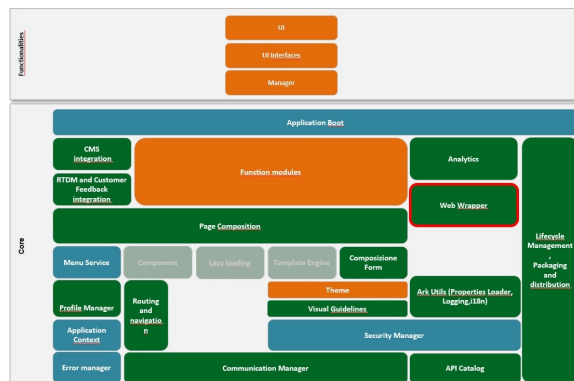 UI
UI Interfaces
Manager
Functionalities
Application Boot
CMS
integration
Function modules
Analytics
RTDM and Customer
Feedback
integration
Web Wrapper
Page Composition
Lifecycle
Management
, Packaging
and
distribution
Core
Menu Service
Component
Lazy loading
Template Engine
Composizione
Form
Profile Manager
Routing
and
navigatio
n
Theme
Visual Guidelines
Ark Utils (Properties Loader,
Logging,i18n)
Application
Context
Security Manager
Error manager
Communication Manager
API Catalog